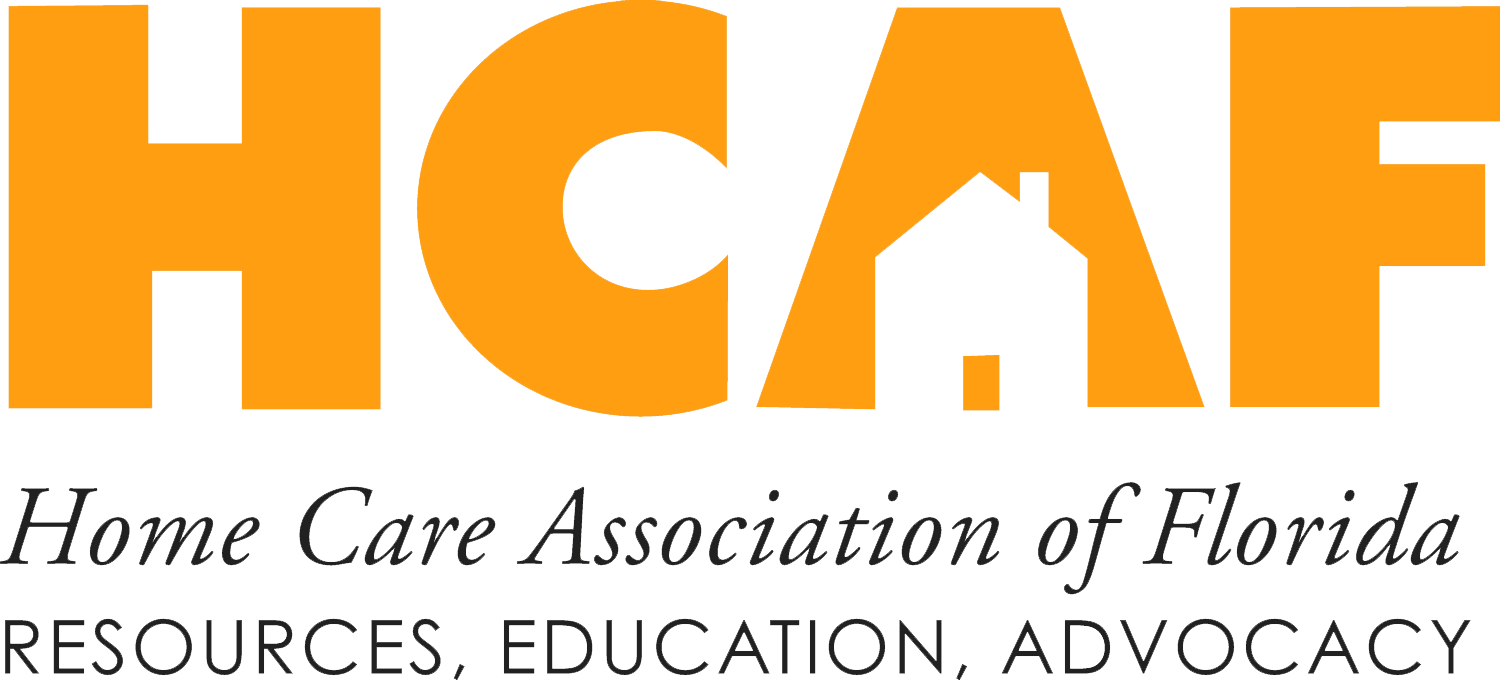 HCAF
Home Care Association of Florida
RESOURCES, EDUCATION, ADVOCACY